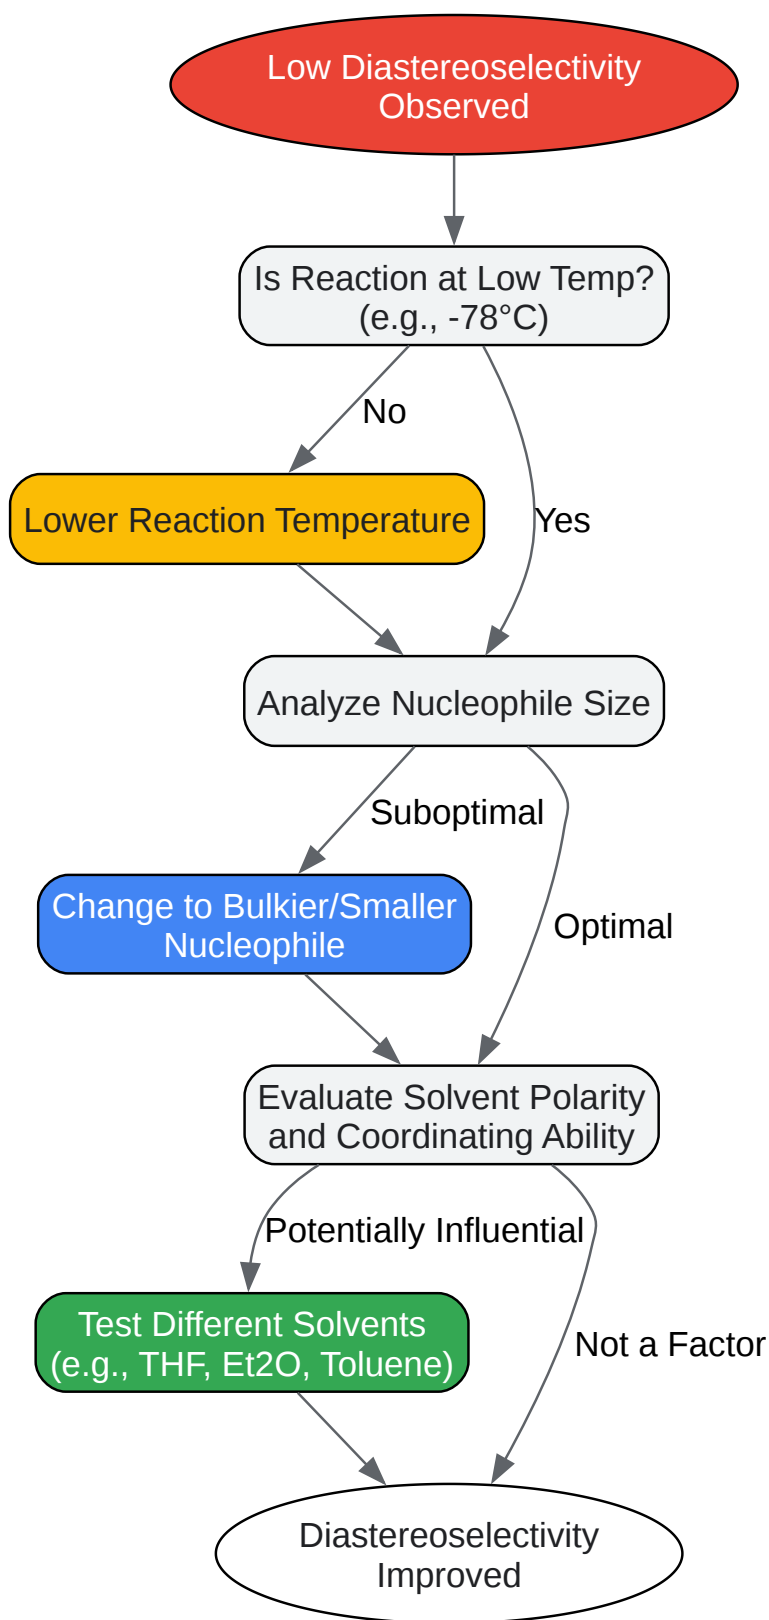 Low Diastereoselectivity
Observed
Is Reaction at Low Temp?
(e.g., -78°C)
No
Lower Reaction Temperature
Yes
Analyze Nucleophile Size
Suboptimal
Change to Bulkier/Smaller
Nucleophile
Optimal
Evaluate Solvent Polarity
and Coordinating Ability
Potentially Influential
Test Different Solvents
(e.g., THF, Et2O, Toluene)
Not a Factor
Diastereoselectivity
Improved